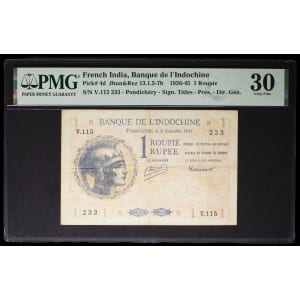 PMG
PAPER MONEY GUARANTY
French India, Banque de l'Indochine
Pick# 4d Jhun&Rez 13.1.5-7b 1936-45 1 Roupie
S/N V.115 233 - Pondichéry - Sign. Titles - Prés. - Dir. Gén.
30
Very Fine
BANQUE DE L'INDOCHINE
1 ROUPIE
RUPEE
V.115
233
233
V.115